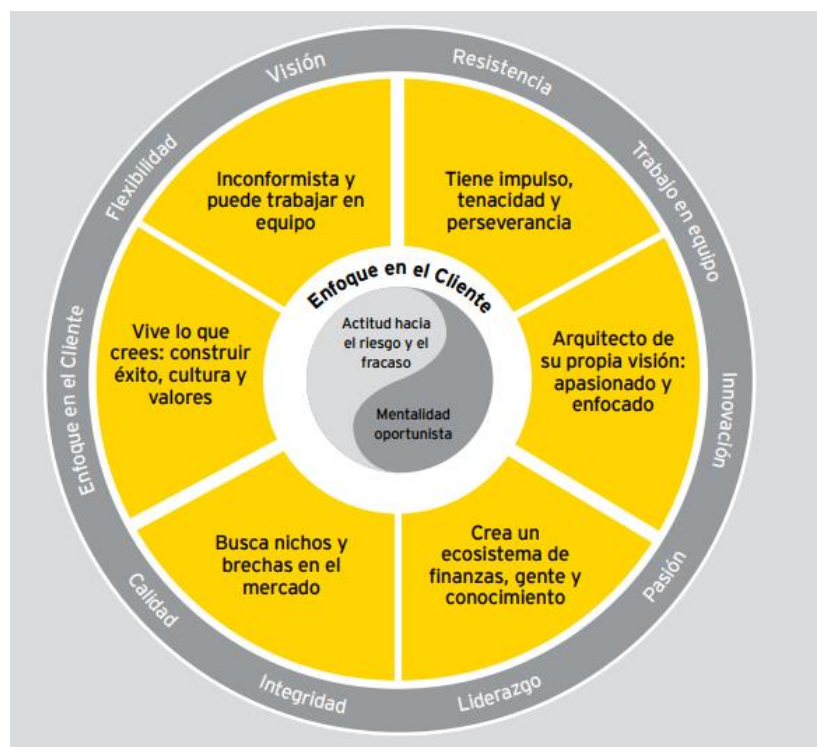 Visión
Resistencia
Trabajo en equipo
Innovación
Pasión
Liderazgo
Integridad
Calidad
Enfoque en el Cliente
Flexibilidad
Inconformista y
puede trabajar en
equipo
Tiene impulso,
tenacidad y
perseverancia
Arquitecto de
su propia visión:
apasionado y
enfocado
Crea un
ecosistema de
finanzas, gente y
conocimiento
Busca nichos y
brechas en el
mercado
Vive lo que
crees: construir
éxito, cultura y
valores
Enfoque en el Cliente
Actitud hacia
el riesgo y el
fracaso
Mentalidad
oportunista